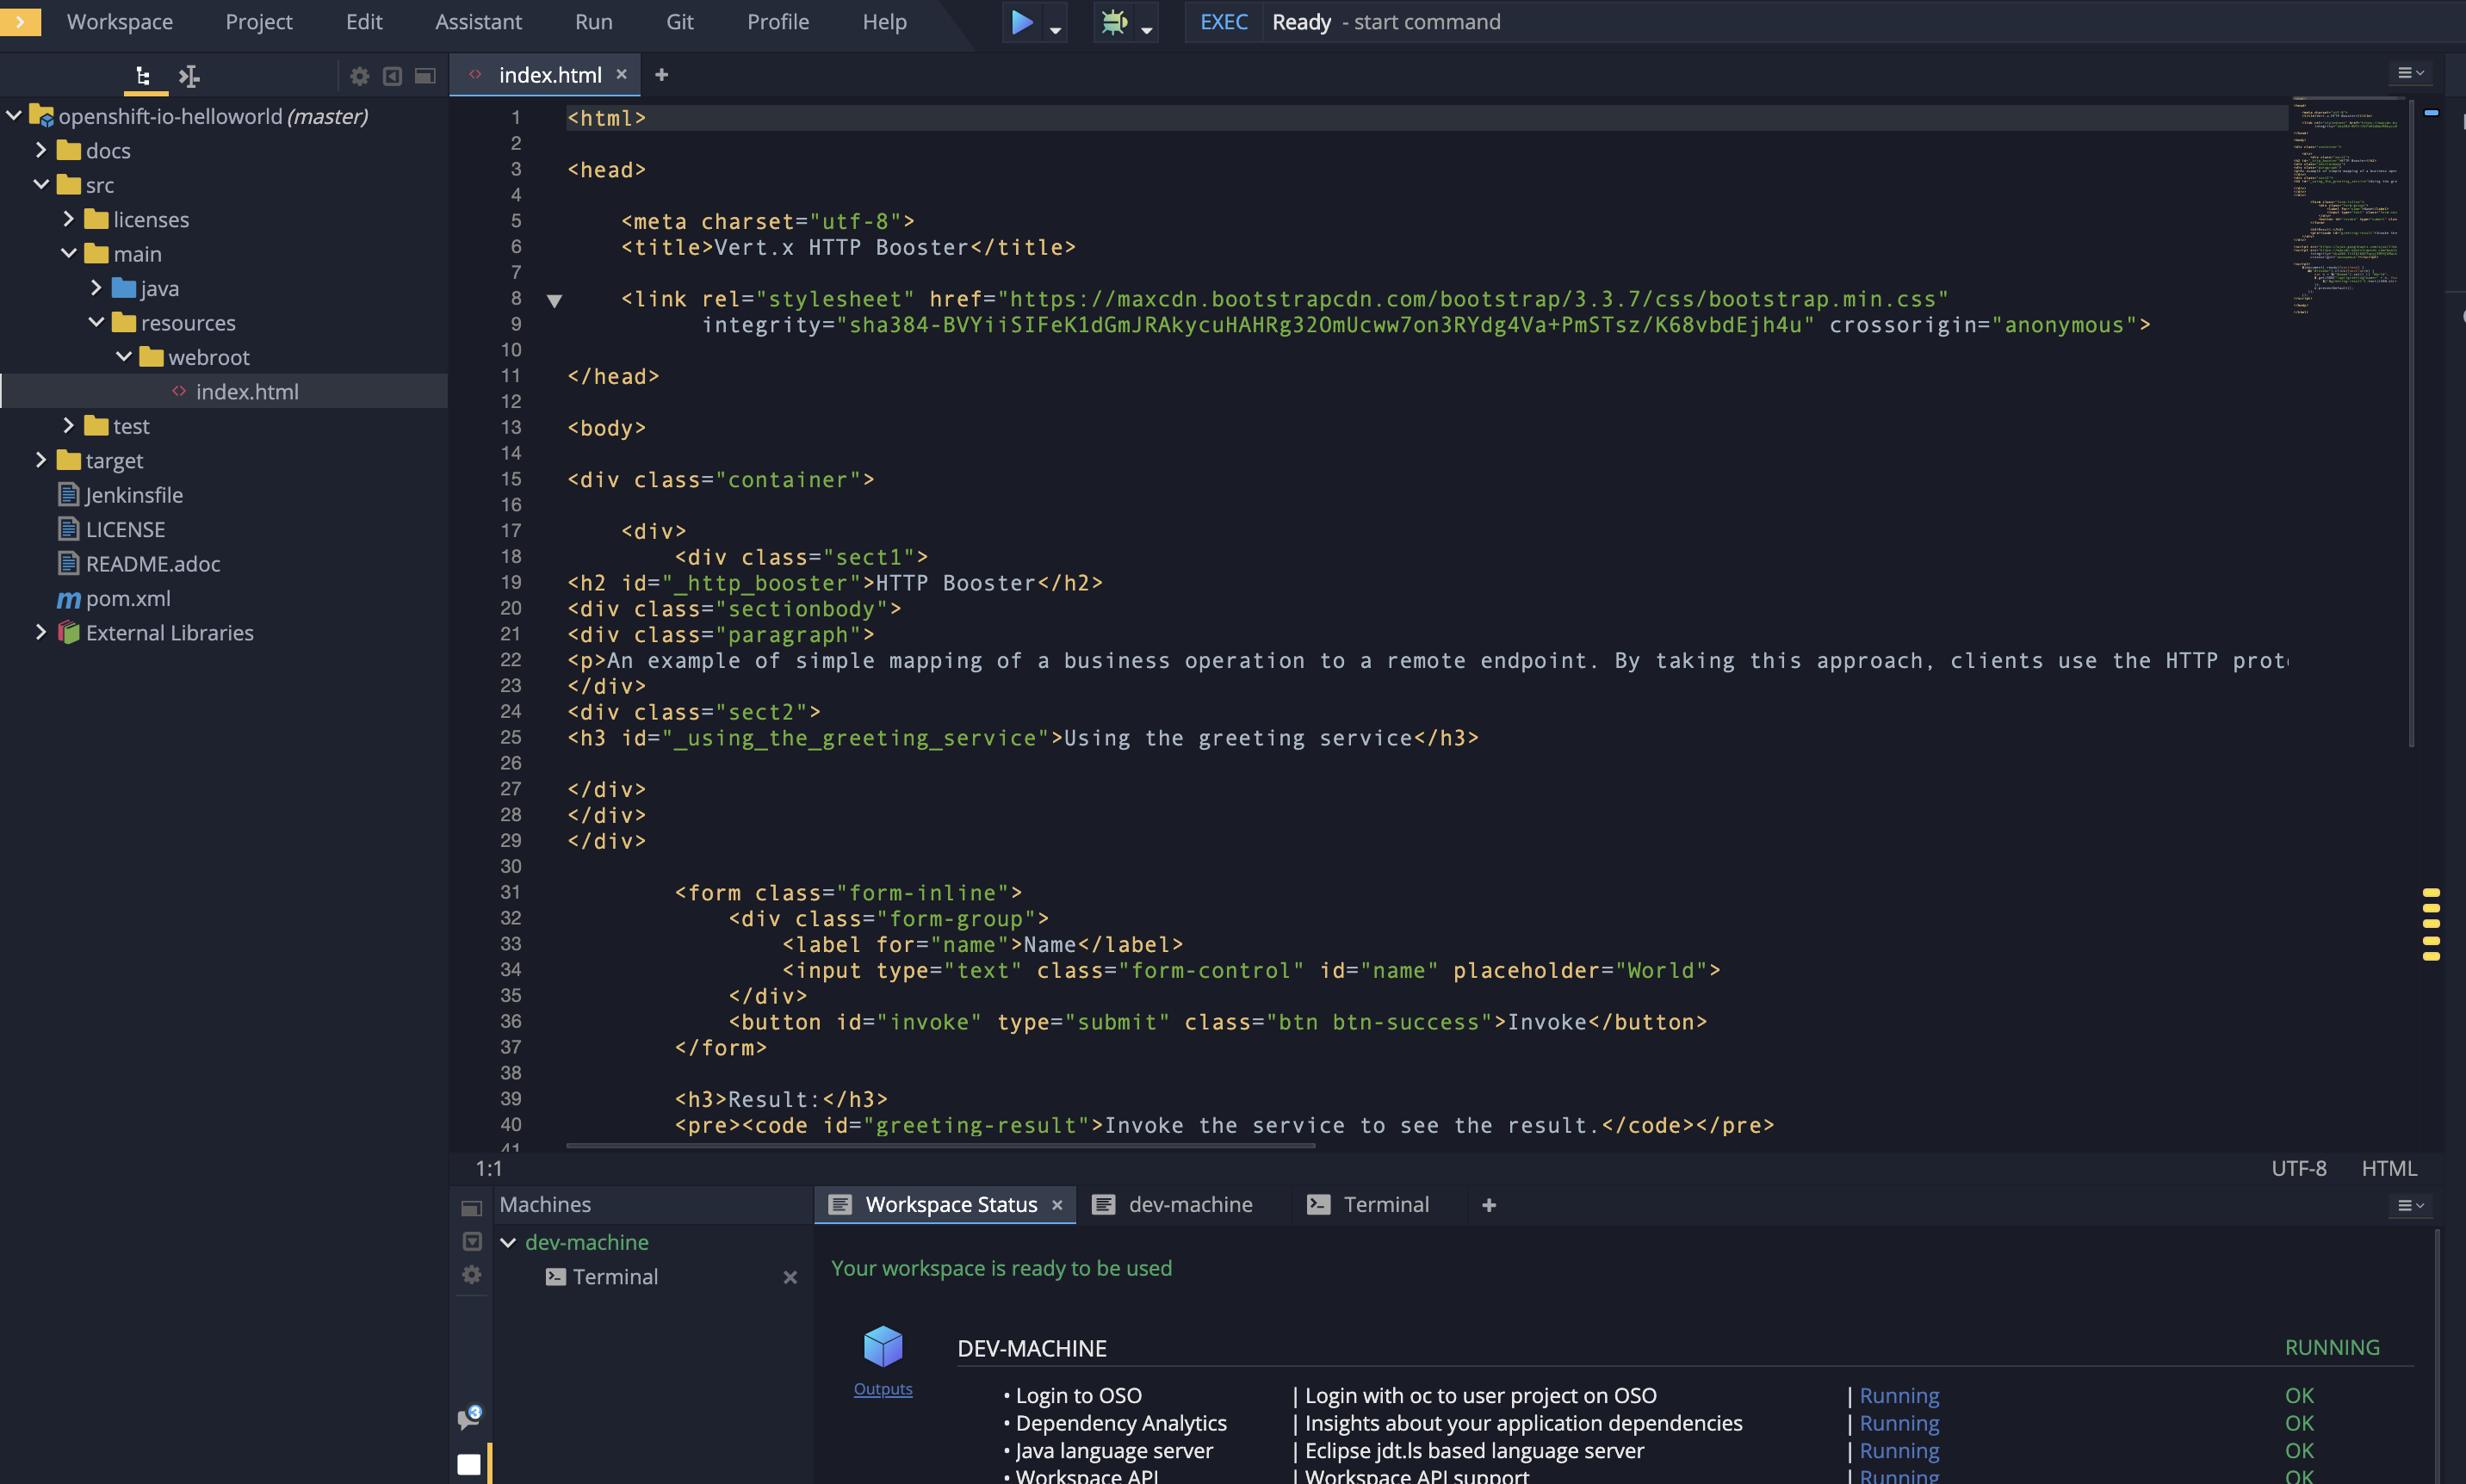 Workspace Project Edit Assistant Run Git Profile Help EXEC Ready - start command
index.html
openshift-io-helloworld (master)
docs
src
licenses
main
java
resources
webroot
index.html
test
target
Jenkinsfile
LICENSE
README.adoc
pom.xml
External Libraries
1 <html>
2
3 <head>
4
5 <meta charset="utf-8">
6 <title>Vert.x HTTP Booster</title>
7
8 <link rel="stylesheet" href="https://maxcdn.bootstrapcdn.com/bootstrap/3.3.7/css/bootstrap.min.css"
9 integrity="sha384-BVYiiSIFeK1dGmJRAkycuHAHRg32OmUcww7on3RYdg4Va+PmSTsz/K68vbdEjh4u" crossorigin="anonymous">
10
11 </head>
12
13 <body>
14
15 <div class="container">
16
17 <div>
18 <div class="sect1">
19 <h2 id="_http_booster">HTTP Booster</h2>
20 <div class="sectionbody">
21 <div class="paragraph">
22 <p>An example of simple mapping of a business operation to a remote endpoint. By taking this approach, clients use the HTTP prot
23 </div>
24 <div class="sect2">
25 <h3 id="_using_the_greeting_service">Using the greeting service</h3>
26
27 </div>
28 </div>
29 </div>
30
31 <form class="form-inline">
32 <div class="form-group">
33 <label for="name">Name</label>
34 <input type="text" class="form-control" id="name" placeholder="World">
35 </div>
36 <button id="invoke" type="submit" class="btn btn-success">Invoke</button>
37 </form>
38
39 <h3>Result:</h3>
40 <pre><code id="greeting-result">Invoke the service to see the result.</code></pre>
41
1:1 UTF-8 HTML
Machines
dev-machine
Terminal
3
Workspace Status dev-machine Terminal
Your workspace is ready to be used
Outputs
DEV-MACHINE RUNNING
• Login to OSO | Login with oc to user project on OSO | Running OK
• Dependency Analytics | Insights about your application dependencies | Running OK
• Java language server | Eclipse jdt.ls based language server | Running OK
• Workspace API | Workspace API support | Running OK